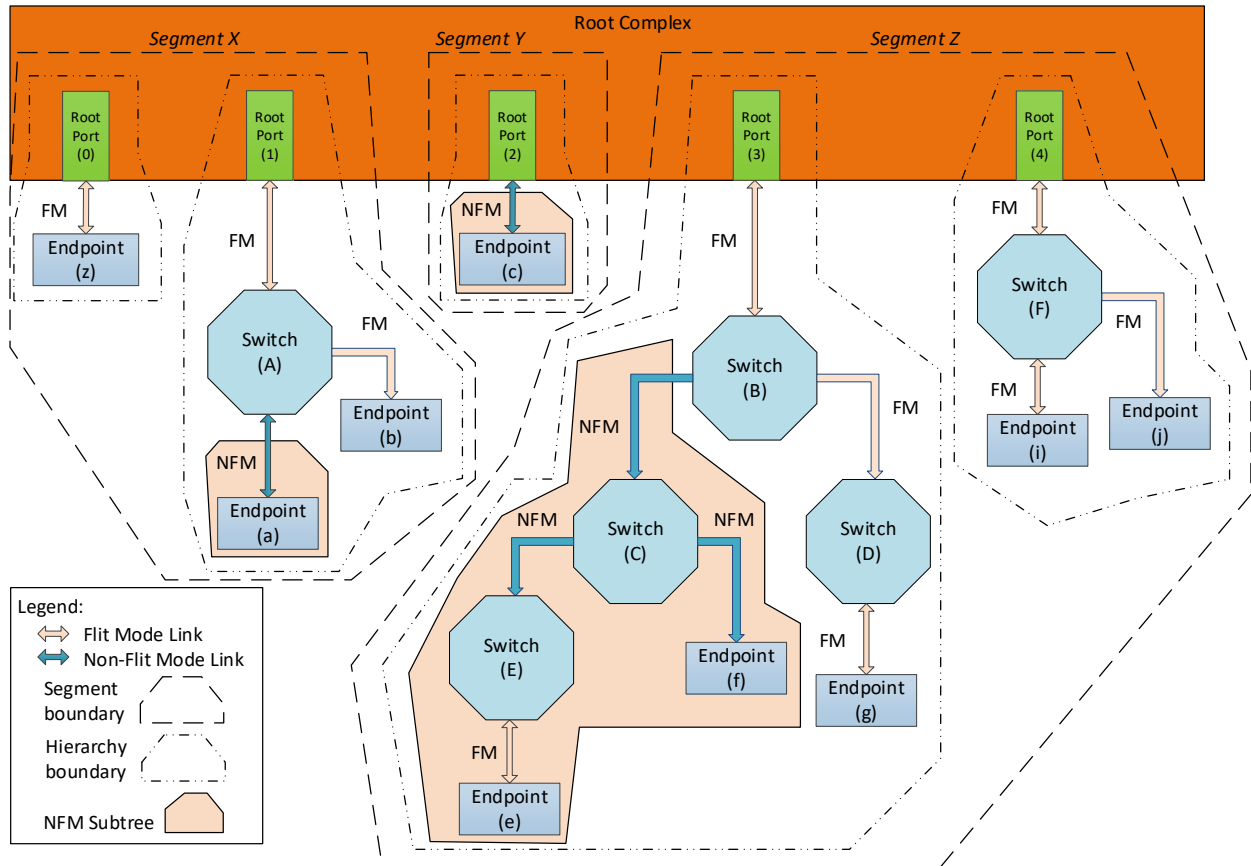 Root Complex
Segment X
Segment Y
Segment Z
Root
Port
(0)
Root
Port
(1)
Root
Port
(2)
Root
Port
(3)
Root
Port
(4)
FM
Endpoint
(z)
FM
Switch
(A)
FM
Endpoint
(b)
NFM
Endpoint
(a)
NFM
Endpoint
(c)
FM
Switch
(B)
NFM
FM
Switch
(C)
NFM
NFM
Switch
(D)
Switch
(E)
Endpoint
(f)
FM
Endpoint
(g)
FM
Endpoint
(e)
FM
Switch
(F)
FM
FM
Endpoint
(i)
Endpoint
(j)
Legend:
Flit Mode Link
Non-Flit Mode Link
Segment
boundary
Hierarchy
boundary
NFM Subtree